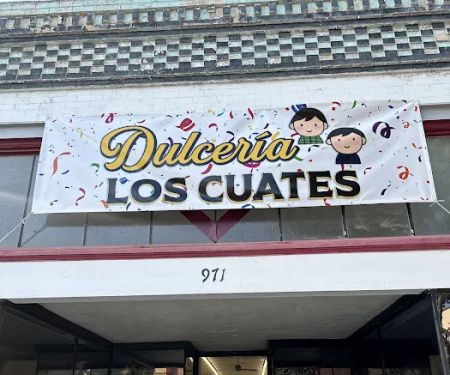 Dulcería
LOS CUATES
971